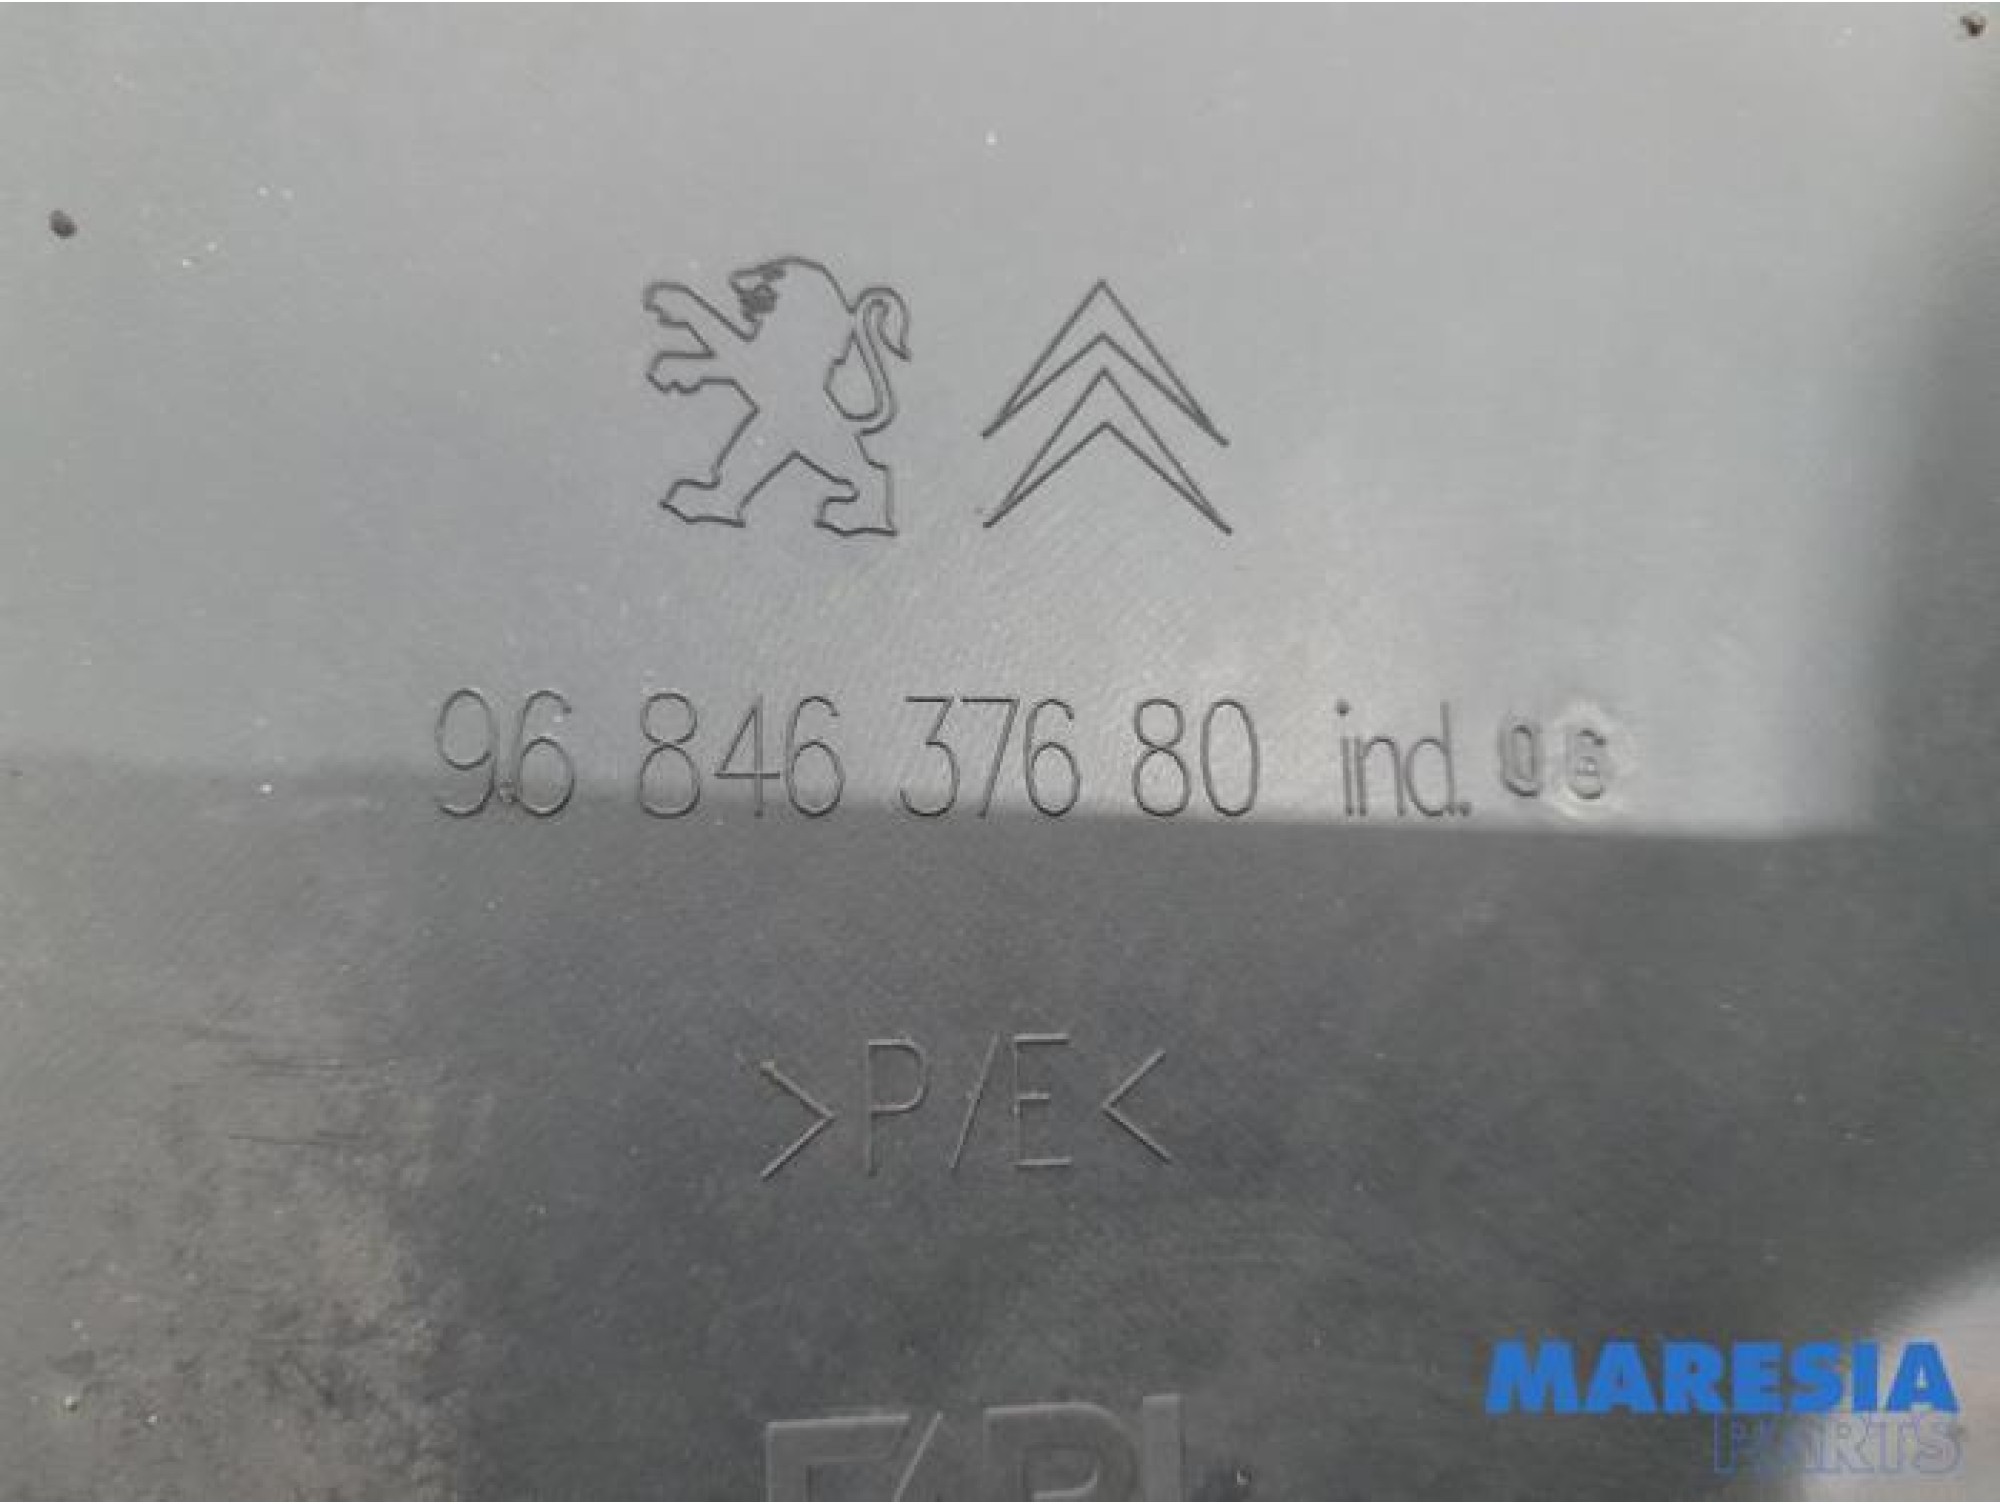 96 846 376 80 ind. 06
>P/E<
MARESIA
PARTS